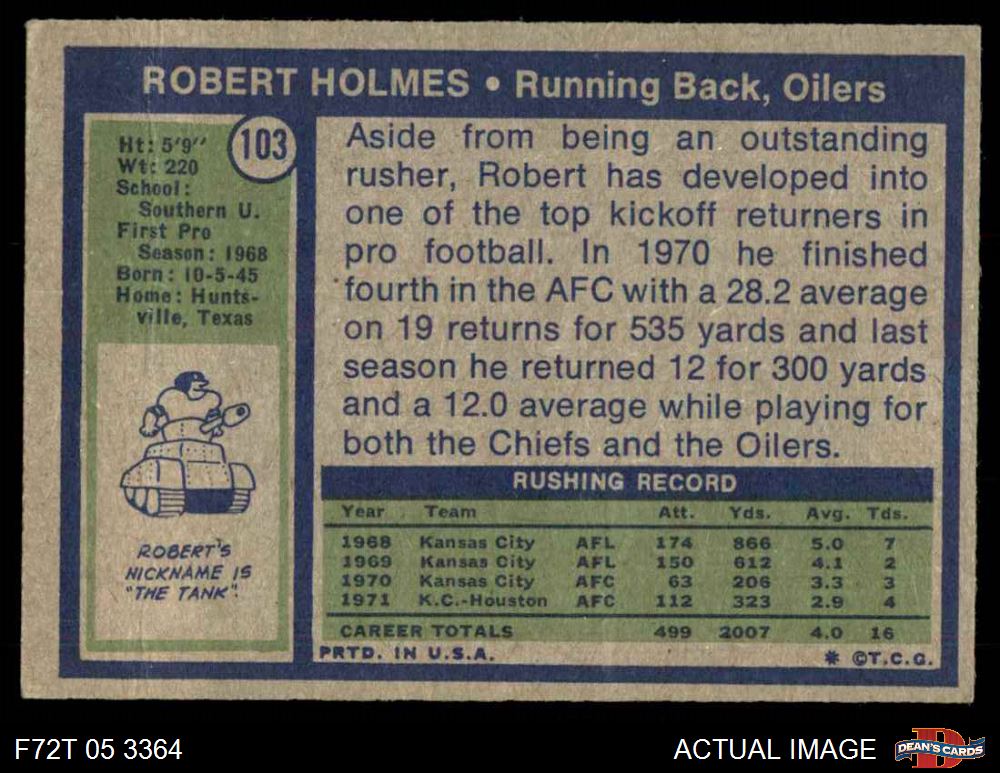 ROBERT HOLMES • Running Back, Oilers
103
Ht: 5'9"
Wt: 220
School:
Southern U.
First Pro
Season: 1968
Born: 10-5-45
Home: Hunts-
ville, Texas
ROBERT'S
NICKNAME IS
"THE TANK".
Aside from being an outstanding
rusher, Robert has developed into
one of the top kickoff returners in
pro football. In 1970 he finished
fourth in the AFC with a 28.2 average
on 19 returns for 535 yards and last
season he returned 12 for 300 yards
and a 12.0 average while playing for
both the Chiefs and the Oilers.
RUSHING RECORD
Year Team Att. Yds. Avg. Tds.
1968 Kansas City AFL 174 866 5.0 7
1969 Kansas City AFL 150 612 4.1 2
1970 Kansas City AFC 63 206 3.3 3
1971 K.C.-Houston AFC 112 323 2.9 4
CAREER TOTALS 499 2007 4.0 16
PRTD. IN U.S.A. * ©T.C.G.
F72T 05 3364 ACTUAL IMAGE D DEAN'S CARDS